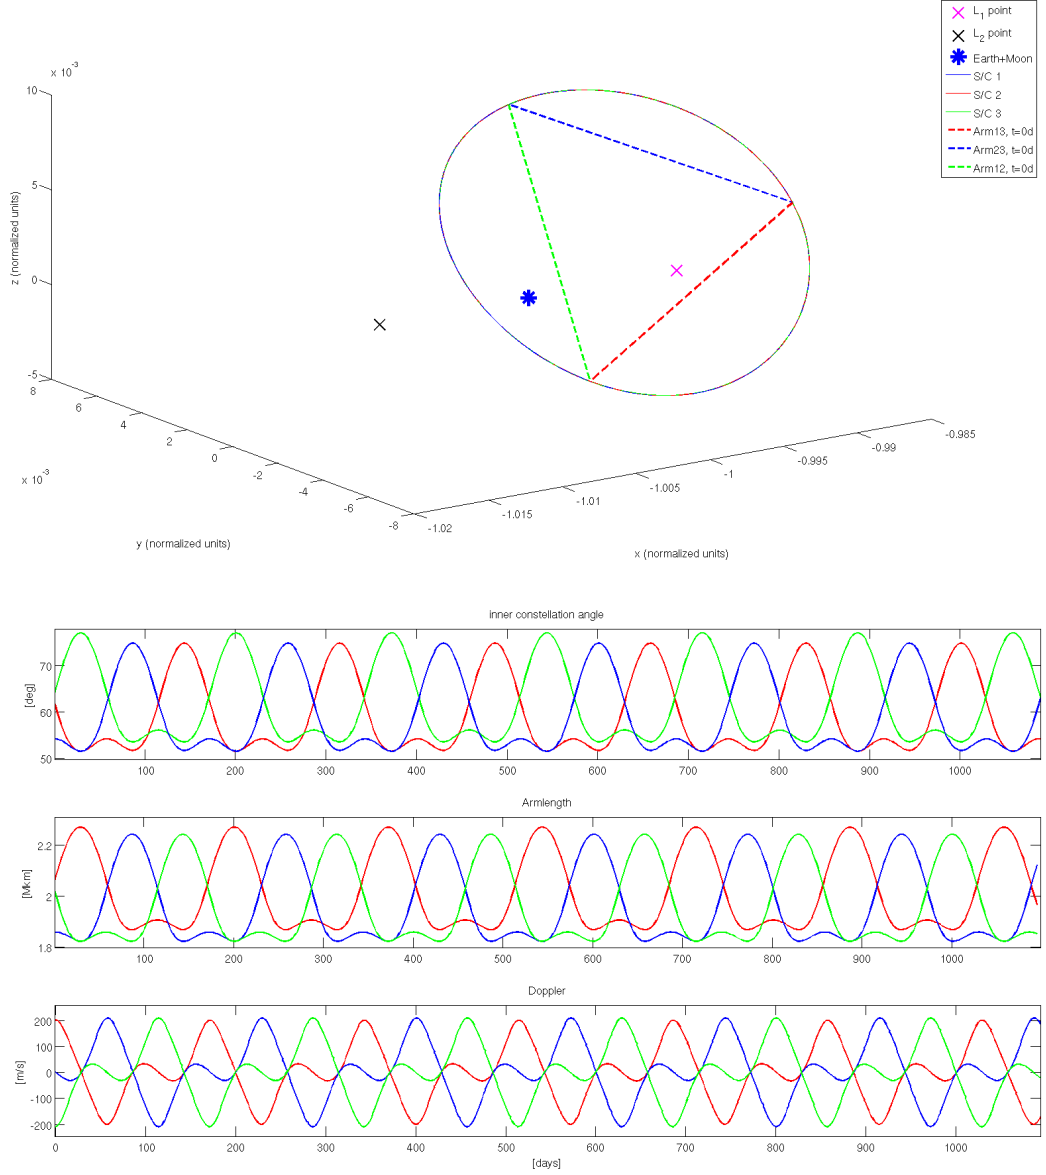 L1 point
L2 point
Earth+Moon
S/C 1
S/C 2
S/C 3
Arm13, t=0d
Arm23, t=0d
Arm12, t=0d
x 10^-3
10
5
0
-5
z (normalized units)
8
6
4
2
0
-2
-4
-6
-8
x 10^-3
y (normalized units)
-1.02
-1.015
-1.01
-1.005
-1
-0.995
-0.99
-0.985
x (normalized units)
inner constellation angle
70
60
50
[deg]
100 200 300 400 500 600 700 800 900 1000
Armlength
2.2
2
1.8
[Mkm]
100 200 300 400 500 600 700 800 900 1000
Doppler
200
100
0
-100
-200
[m/s]
0 100 200 300 400 500 600 700 800 900 1000
[days]